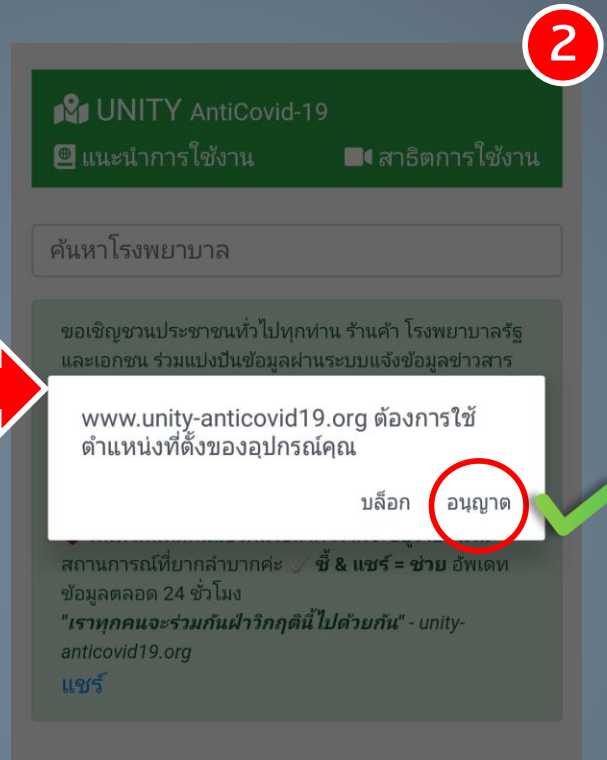 2
UNITY AntiCovid-19
แนะนำการใช้งาน สาธิตการใช้งาน
ค้นหาโรงพยาบาล
ขอเชิญชวนประชาชนทั่วไปทุกท่าน ร้านค้า โรงพยาบาลรัฐ
และเอกชน ร่วมแบ่งปันข้อมูลผ่านระบบแจ้งข้อมูลข่าวสาร
www.unity-anticovid19.org ต้องการใช้
ตำแหน่งที่ตั้งของอุปกรณ์คุณ
บล็อก อนุญาต
สถานการณ์ที่ยากลำบากค่ะ ✓ ชี้ & แชร์ = ช่วย อัพเดท
ข้อมูลตลอด 24 ชั่วโมง
"เราทุกคนจะร่วมกันฝ่าวิกฤตินี้ไปด้วยกัน" - unity-
anticovid19.org
แชร์